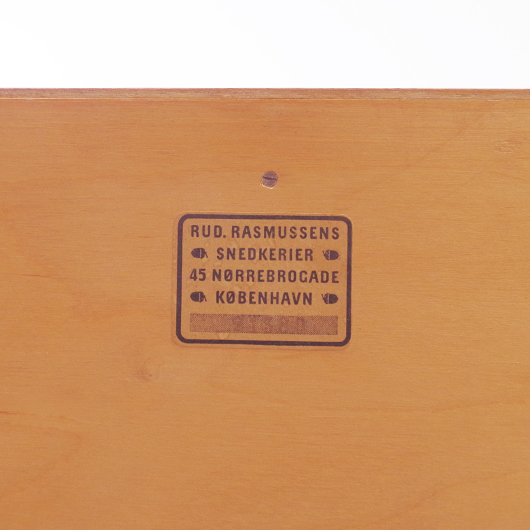 RUD. RASMUSSENS
SNEDKERIER
45 NØRREBROGADE
KØBENHAVN